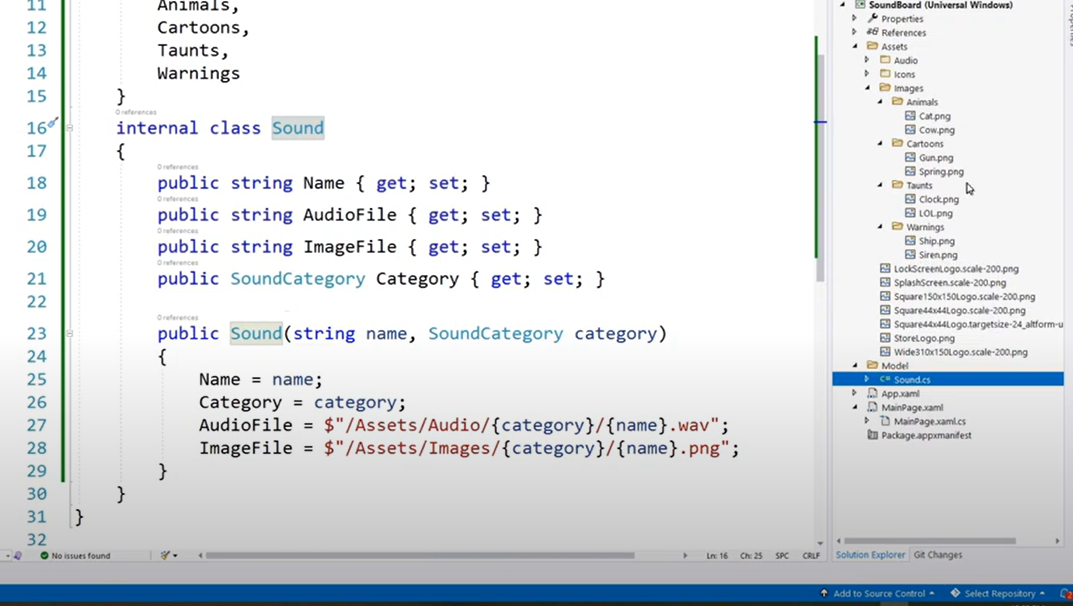 11 Animals,
12 Cartoons,
13 Taunts,
14 Warnings
15 }
0 references
16 internal class Sound
17 {
0 references
18 public string Name { get; set; }
0 references
19 public string AudioFile { get; set; }
0 references
20 public string ImageFile { get; set; }
0 references
21 public SoundCategory Category { get; set; }
22
0 references
23 public Sound(string name, SoundCategory category)
24 {
25 Name = name;
26 Category = category;
27 AudioFile = $"/Assets/Audio/{category}/{name}.wav";
28 ImageFile = $"/Assets/Images/{category}/{name}.png";
29 }
30 }
31 }
32
No issues found
Ln: 16 Ch: 25 SPC CRLF
SoundBoard (Universal Windows)
Properties
References
Assets
Audio
Icons
Images
Animals
Cat.png
Cow.png
Cartoons
Gun.png
Spring.png
Taunts
Clock.png
LOL.png
Warnings
Ship.png
Siren.png
LockScreenLogo.scale-200.png
SplashScreen.scale-200.png
Square150x150Logo.scale-200.png
Square44x44Logo.scale-200.png
Square44x44Logo.targetsize-24_altform-u
StoreLogo.png
Wide310x150Logo.scale-200.png
Model
C# Sound.cs
App.xaml
MainPage.xaml
MainPage.xaml.cs
Package.appxmanifest
Solution Explorer Git Changes
Add to Source Control Select Repository 2